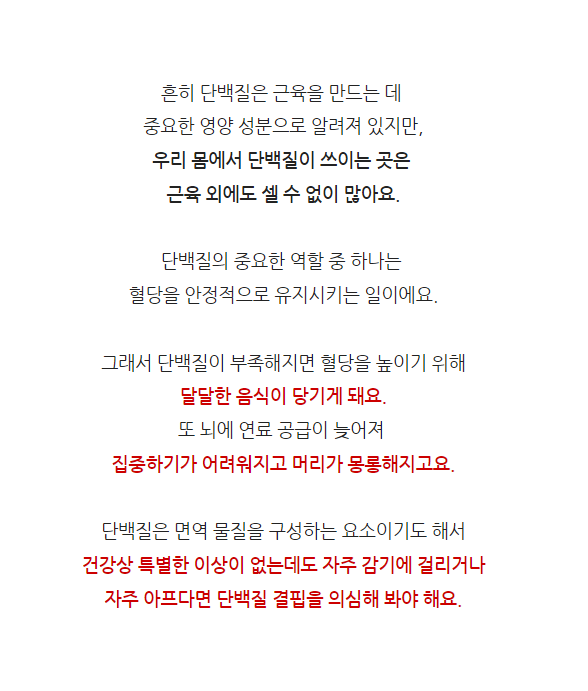 흔히 단백질은 근육을 만드는 데
중요한 영양 성분으로 알려져 있지만,
우리 몸에서 단백질이 쓰이는 곳은
근육 외에도 셀 수 없이 많아요.
단백질의 중요한 역할 중 하나는
혈당을 안정적으로 유지시키는 일이에요.
그래서 단백질이 부족해지면 혈당을 높이기 위해
달달한 음식이 당기게 돼요.
또 뇌에 연료 공급이 늦어져
집중하기가 어려워지고 머리가 몽롱해지고요.
단백질은 면역 물질을 구성하는 요소이기도 해서
건강상 특별한 이상이 없는데도 자주 감기에 걸리거나
자주 아프다면 단백질 결핍을 의심해 봐야 해요.